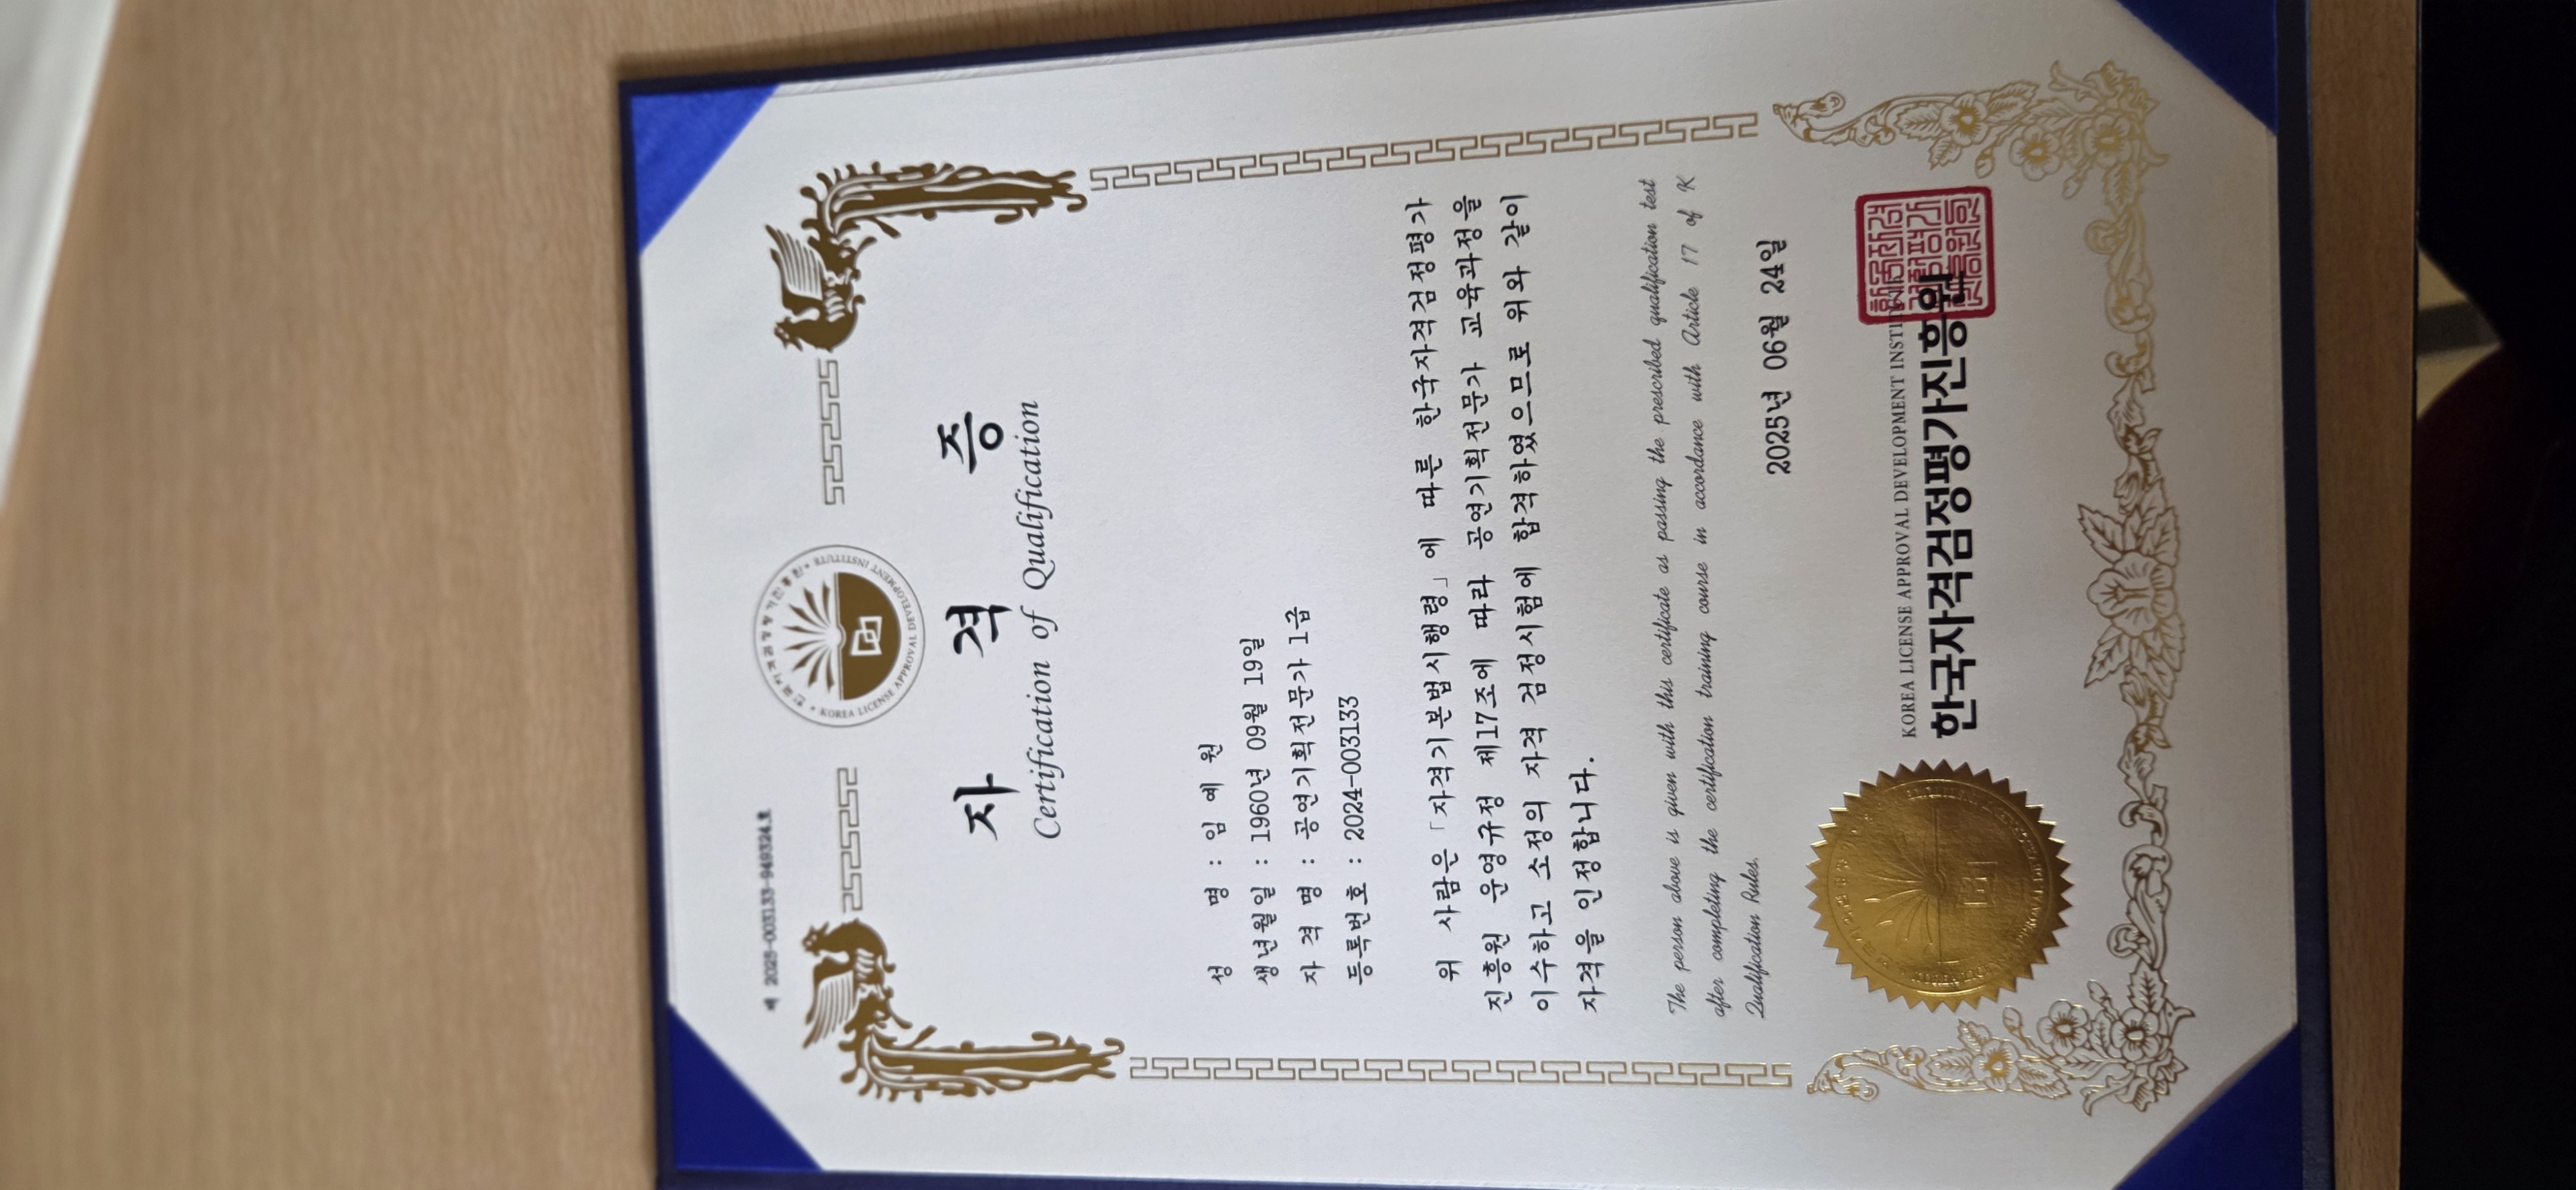 2025-003133-949324호
자 격 증
Certification of Qualification
성 명 : 임 예 원
생년월일 : 1960년 09월 19일
자 격 명 : 공연기획전문가 1급
등록번호 : 2024-003133
위 사람은 「자격기본법시행령」에 따른 한국자격검정평가
진흥원 운영규정 제17조에 따라 공연기획전문가 교육과정을
이수하고 소정의 자격 검정시험에 합격하였으므로 위와 같이
자격을 인정합니다.
The person above is given with this certificate as passing the prescribed qualification test
after completing the certification training course in accordance with Article 17 of K
Qualification Rules.
2025년 06월 24일
KOREA LICENSE APPROVAL DEVELOPMENT INSTITUTE
한국자격검정평가진흥원
KOREA LICENSE APPROVAL DEVELOPMENT INSTITUTE